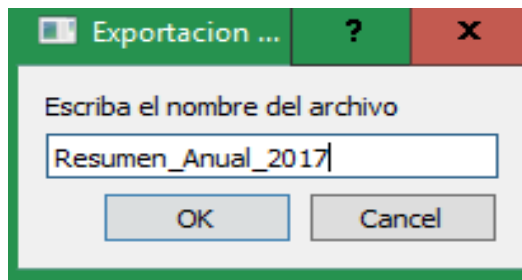 Exportacion ... ? x
Escriba el nombre del archivo
Resumen_Anual_2017
OK Cancel